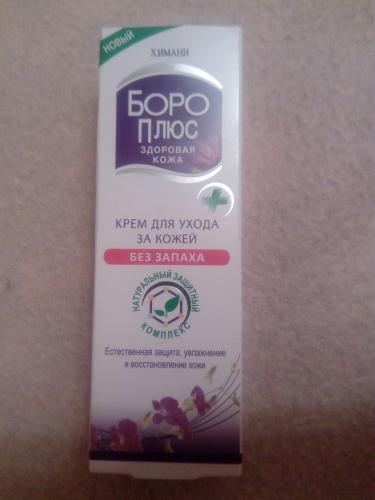 НОВЫЙ
ХИМАНИ
БОРО
ПЛЮС
ЗДОРОВАЯ
КОЖА
КРЕМ ДЛЯ УХОДА
ЗА КОЖЕЙ
БЕЗ ЗАПАХА
НАТУРАЛЬНЫЙ ЗАЩИТНЫЙ
КОМПЛЕКС
Естественная защита, увлажнение
и восстановление кожи